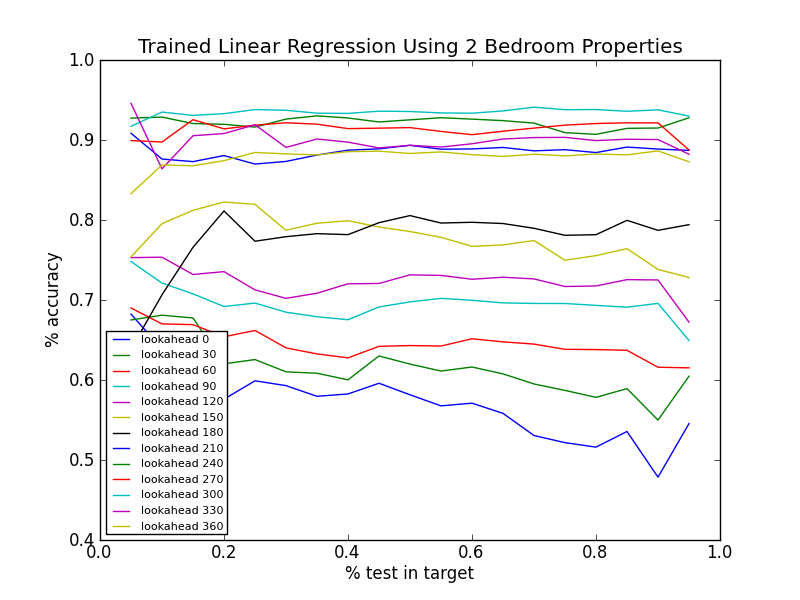 Trained Linear Regression Using 2 Bedroom Properties
1.0
0.9
0.8
0.7
0.6
0.5
0.4
% accuracy
lookahead 0
lookahead 30
lookahead 60
lookahead 90
lookahead 120
lookahead 150
lookahead 180
lookahead 210
lookahead 240
lookahead 270
lookahead 300
lookahead 330
lookahead 360
0.0 0.2 0.4 0.6 0.8 1.0
% test in target